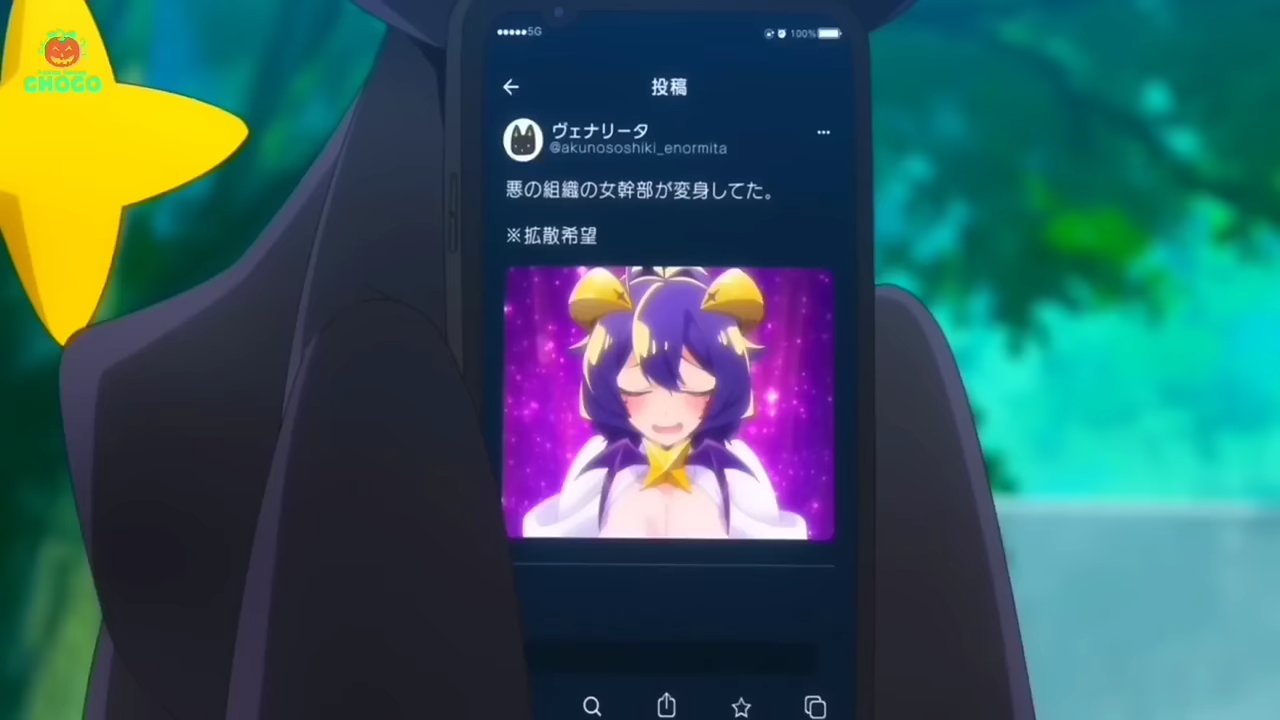 CHOCO
●●●●●5G
100%
投稿
ヴェナリータ
@akunososhiki_enormita
悪の組織の女幹部が変身してた。
※拡散希望